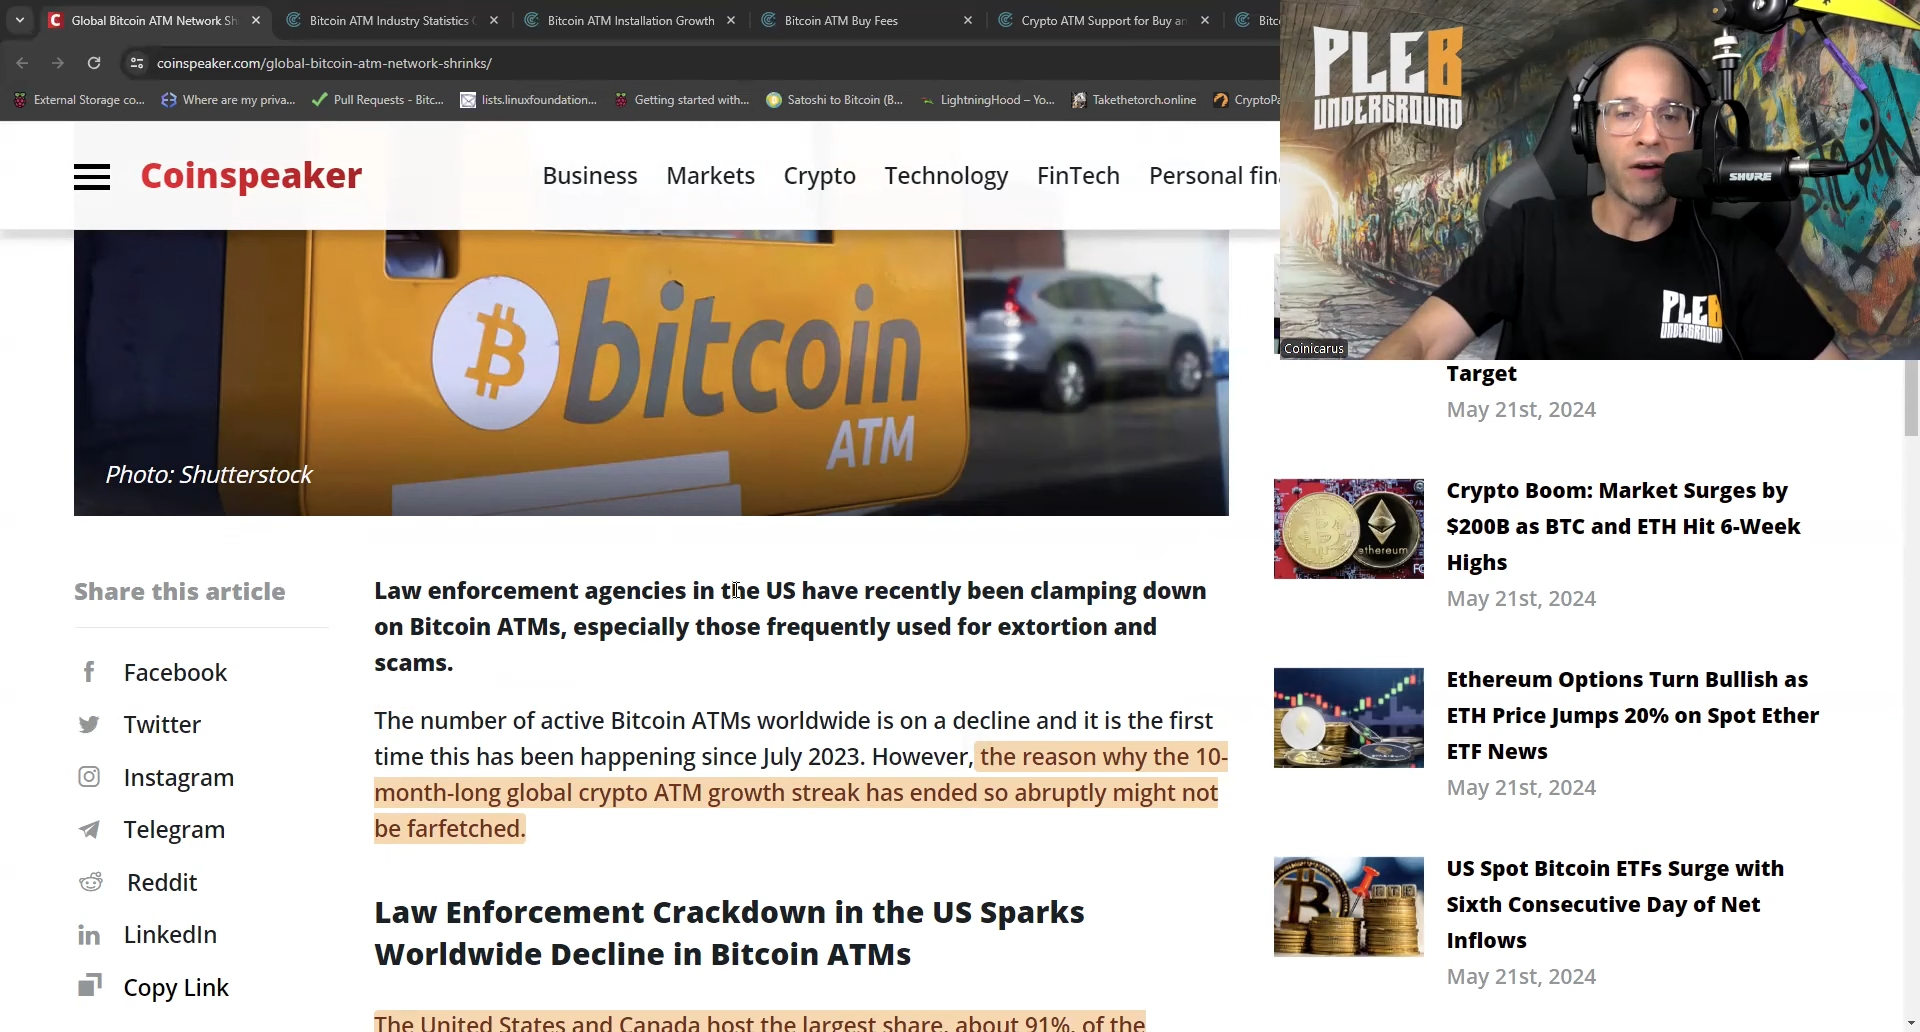 Global Bitcoin ATM Network Sh
Bitcoin ATM Industry Statistics
Bitcoin ATM Installation Growth
Bitcoin ATM Buy Fees
Crypto ATM Support for Buy an
Bitc
coinspeaker.com/global-bitcoin-atm-network-shrinks/
External Storage co...
Where are my priva...
Pull Requests - Bitc...
lists.linuxfoundation...
Getting started with...
Satoshi to Bitcoin (B...
LightningHood – Yo...
Takethetorch.online
CryptoPa
PLEB
UNDERGROUND
SHURE
PLEB
UNDERGROUND
Coinicarus
Coinspeaker
Business
Markets
Crypto
Technology
FinTech
Personal fina
bitcoin
ATM
Photo: Shutterstock
Share this article
Facebook
Twitter
Instagram
Telegram
Reddit
LinkedIn
Copy Link
Law enforcement agencies in the US have recently been clamping down
on Bitcoin ATMs, especially those frequently used for extortion and
scams.
The number of active Bitcoin ATMs worldwide is on a decline and it is the first
time this has been happening since July 2023. However, the reason why the 10-
month-long global crypto ATM growth streak has ended so abruptly might not
be farfetched.
Law Enforcement Crackdown in the US Sparks
Worldwide Decline in Bitcoin ATMs
The United States and Canada host the largest share, about 91%, of the
Target
May 21st, 2024
Crypto Boom: Market Surges by
$200B as BTC and ETH Hit 6-Week
Highs
May 21st, 2024
ethereum
Ethereum Options Turn Bullish as
ETH Price Jumps 20% on Spot Ether
ETF News
May 21st, 2024
US Spot Bitcoin ETFs Surge with
Sixth Consecutive Day of Net
Inflows
May 21st, 2024
ETF